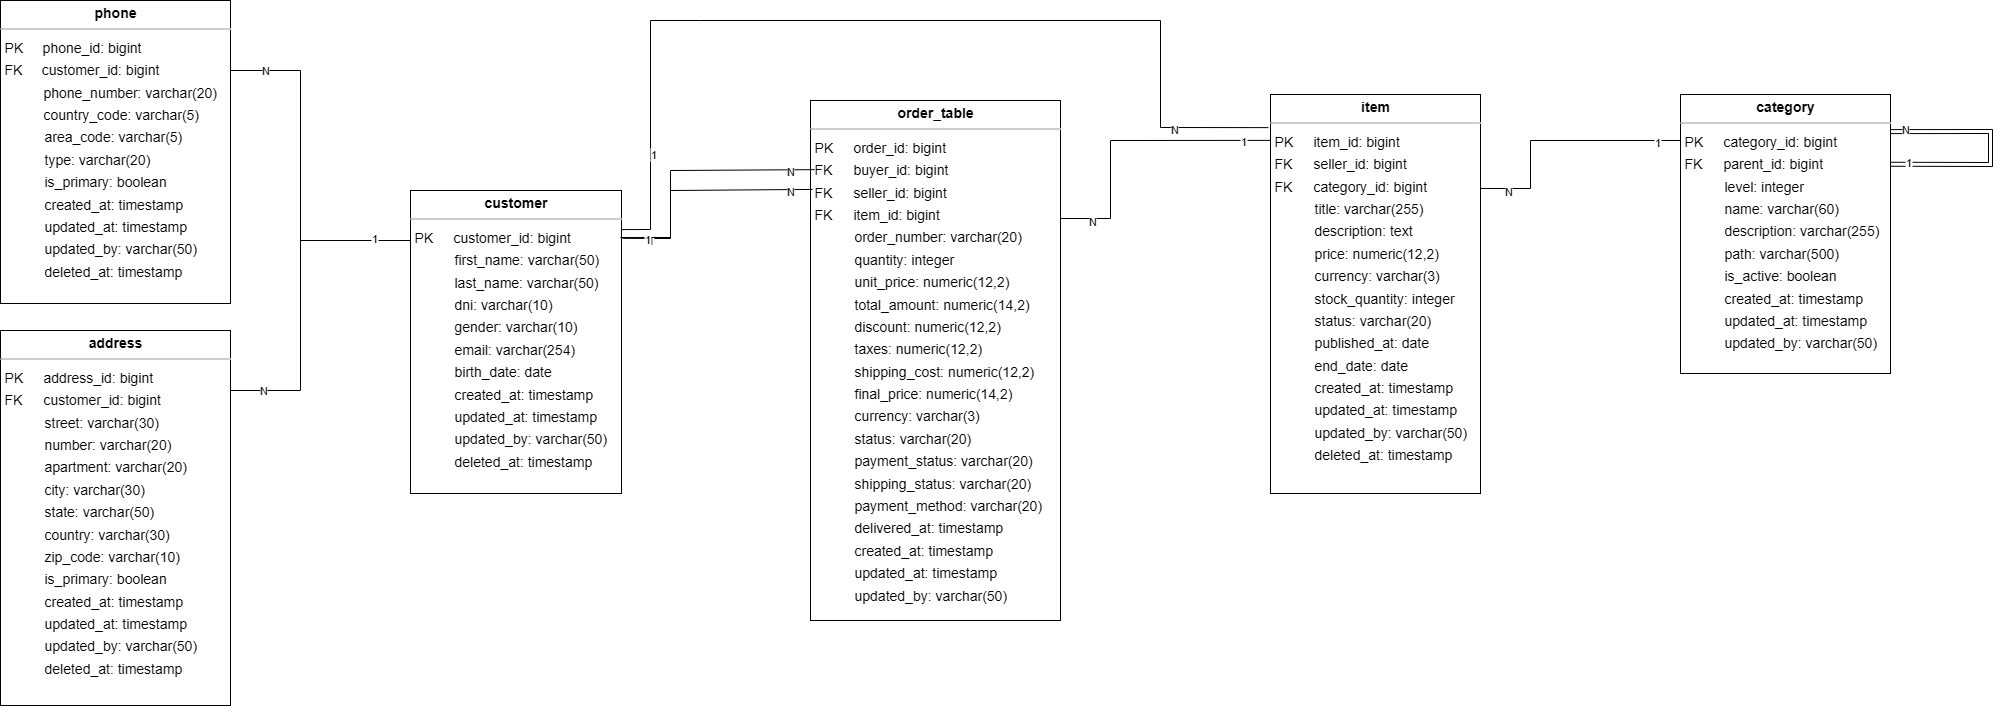 phone
PK phone_id: bigint
FK customer_id: bigint
phone_number: varchar(20)
country_code: varchar(5)
area_code: varchar(5)
type: varchar(20)
is_primary: boolean
created_at: timestamp
updated_at: timestamp
updated_by: varchar(50)
deleted_at: timestamp
N
address
PK address_id: bigint
FK customer_id: bigint
street: varchar(30)
number: varchar(20)
apartment: varchar(20)
city: varchar(30)
state: varchar(50)
country: varchar(30)
zip_code: varchar(10)
is_primary: boolean
created_at: timestamp
updated_at: timestamp
updated_by: varchar(50)
deleted_at: timestamp
N
1
customer
PK customer_id: bigint
first_name: varchar(50)
last_name: varchar(50)
dni: varchar(10)
gender: varchar(10)
email: varchar(254)
birth_date: date
created_at: timestamp
updated_at: timestamp
updated_by: varchar(50)
deleted_at: timestamp
1
1
N
N
order_table
PK order_id: bigint
FK buyer_id: bigint
FK seller_id: bigint
FK item_id: bigint
order_number: varchar(20)
quantity: integer
unit_price: numeric(12,2)
total_amount: numeric(14,2)
discount: numeric(12,2)
taxes: numeric(12,2)
shipping_cost: numeric(12,2)
final_price: numeric(14,2)
currency: varchar(3)
status: varchar(20)
payment_status: varchar(20)
shipping_status: varchar(20)
payment_method: varchar(20)
delivered_at: timestamp
created_at: timestamp
updated_at: timestamp
updated_by: varchar(50)
N
N
1
item
PK item_id: bigint
FK seller_id: bigint
FK category_id: bigint
title: varchar(255)
description: text
price: numeric(12,2)
currency: varchar(3)
stock_quantity: integer
status: varchar(20)
published_at: date
end_date: date
created_at: timestamp
updated_at: timestamp
updated_by: varchar(50)
deleted_at: timestamp
N
1
category
PK category_id: bigint
FK parent_id: bigint
level: integer
name: varchar(60)
description: varchar(255)
path: varchar(500)
is_active: boolean
created_at: timestamp
updated_at: timestamp
updated_by: varchar(50)
N
1